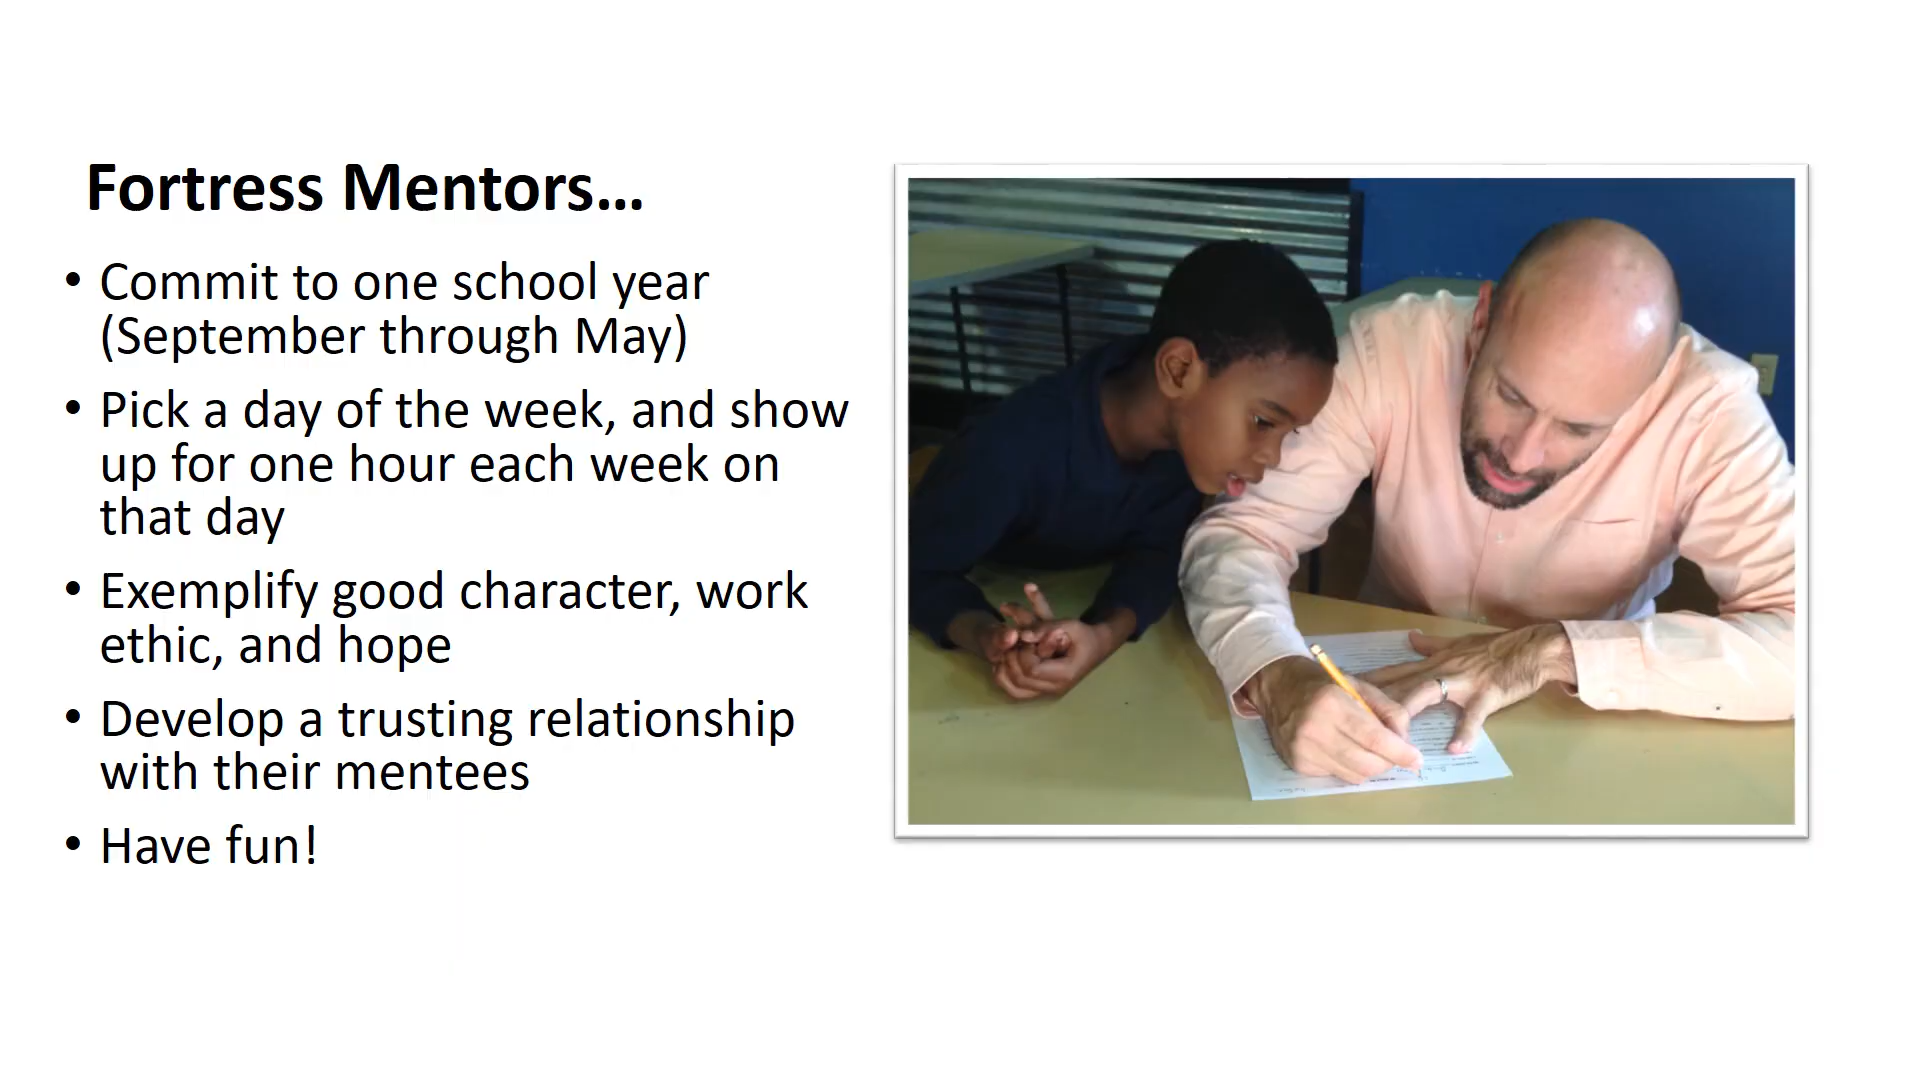 Fortress Mentors…
• Commit to one school year
(September through May)
• Pick a day of the week, and show
up for one hour each week on
that day
• Exemplify good character, work
ethic, and hope
• Develop a trusting relationship
with their mentees
• Have fun!